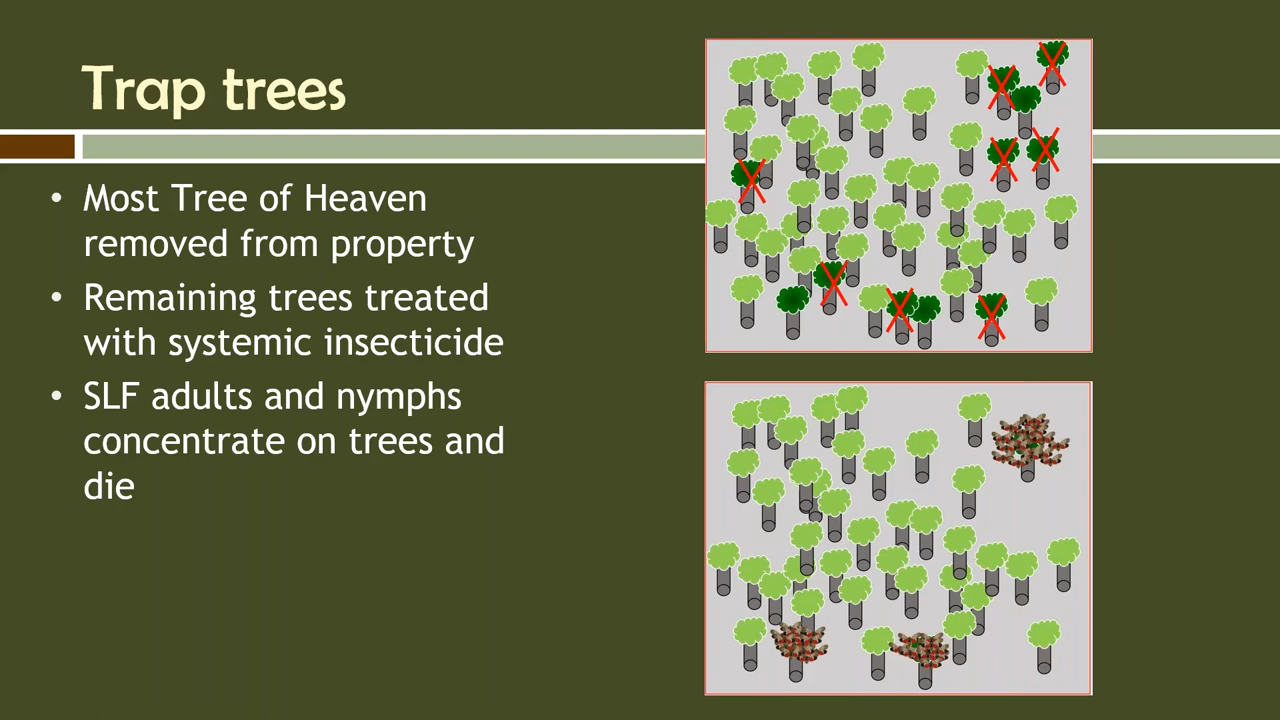 Trap trees
• Most Tree of Heaven
removed from property
• Remaining trees treated
with systemic insecticide
• SLF adults and nymphs
concentrate on trees and
die